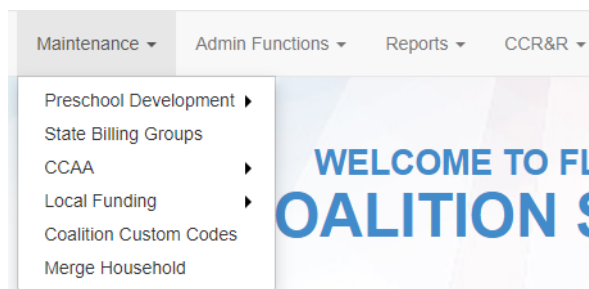 Maintenance Admin Functions Reports CCR&R
Preschool Development
State Billing Groups
CCAA
Local Funding
Coalition Custom Codes
Merge Household
WELCOME TO FL
OALITION S